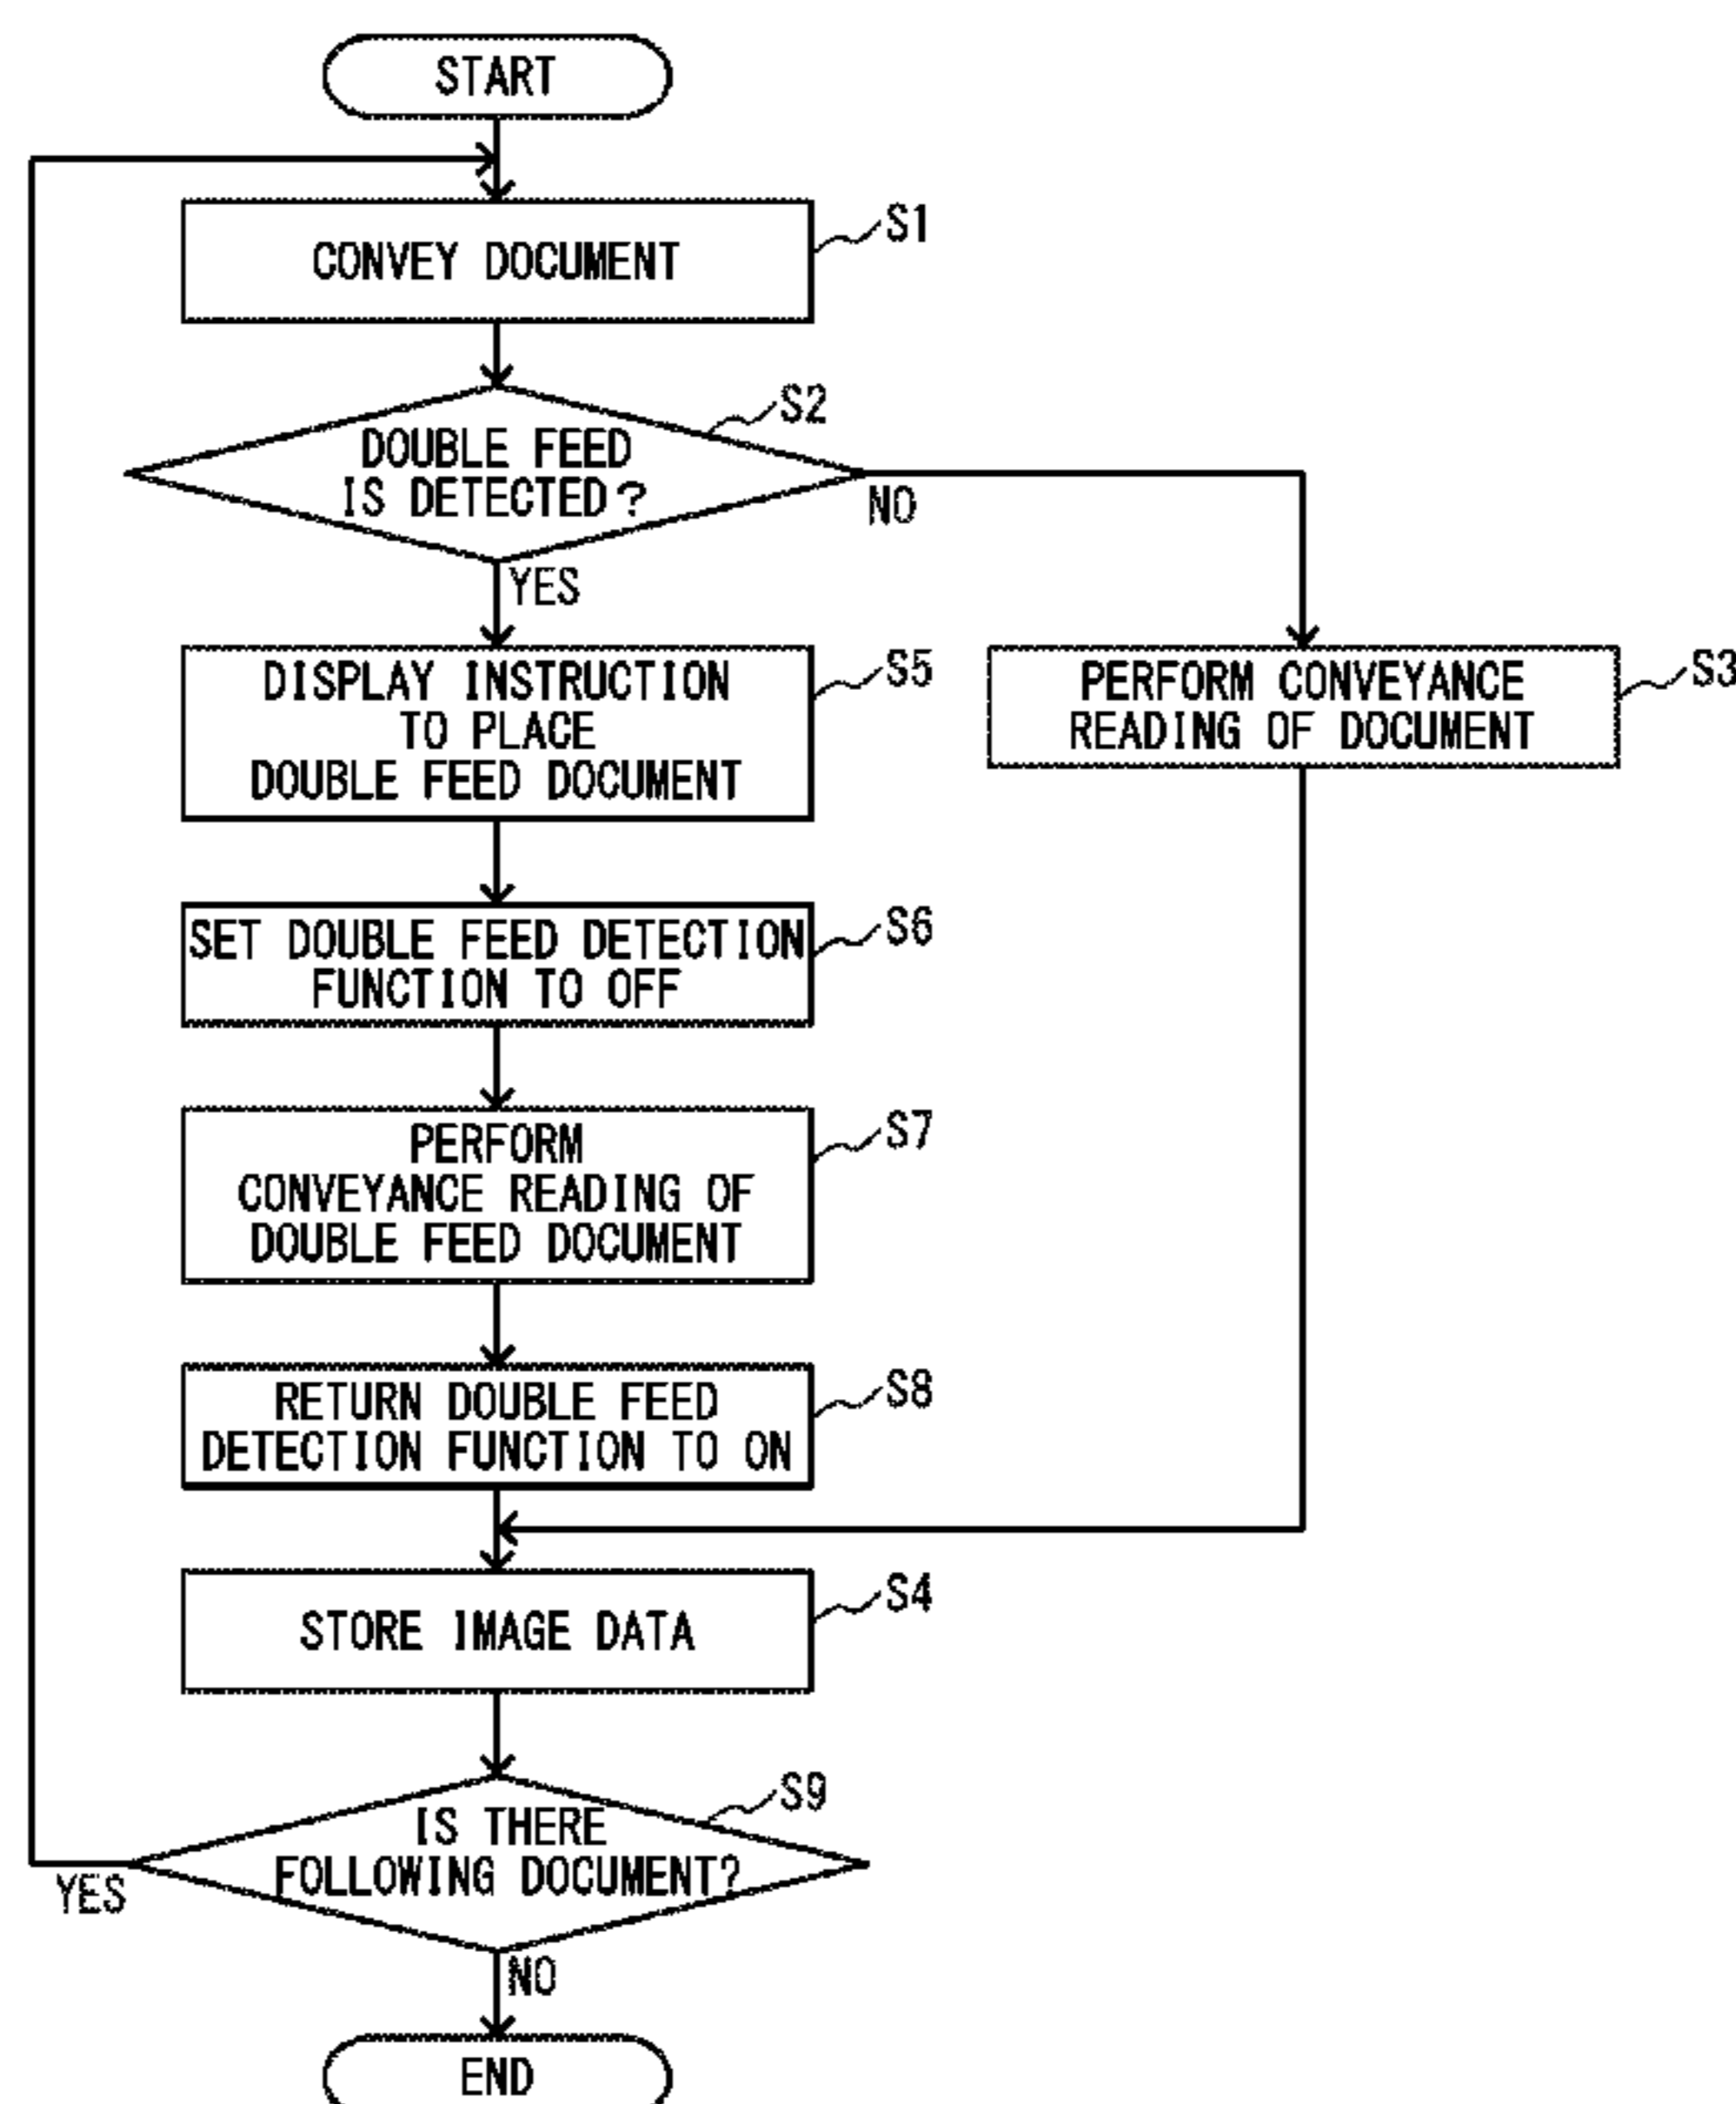 START
CONVEY DOCUMENT
S1
DOUBLE FEED
IS DETECTED?
S2
NO
YES
DISPLAY INSTRUCTION
TO PLACE
DOUBLE FEED DOCUMENT
S5
PERFORM CONVEYANCE
READING OF DOCUMENT
S3
SET DOUBLE FEED DETECTION
FUNCTION TO OFF
S6
PERFORM
CONVEYANCE READING OF
DOUBLE FEED DOCUMENT
S7
RETURN DOUBLE FEED
DETECTION FUNCTION TO ON
S8
STORE IMAGE DATA
S4
IS THERE
FOLLOWING DOCUMENT?
S9
YES
NO
END